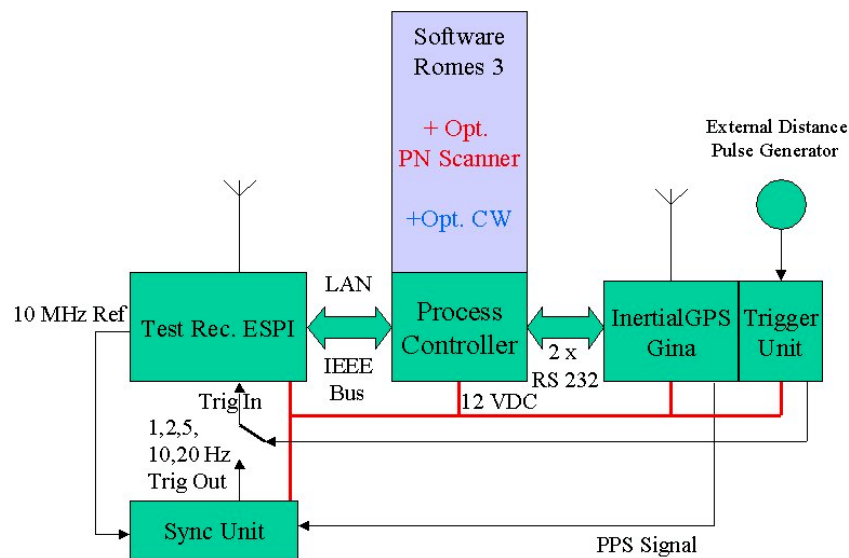 Software
Romes 3
+ Opt.
PN Scanner
+Opt. CW
External Distance
Pulse Generator
10 MHz Ref
Test Rec. ESPI
LAN
IEEE
Bus
Process
Controller
2 x
RS 232
InertialGPS
Gina
Trigger
Unit
Trig In
12 VDC
1,2,5,
10,20 Hz
Trig Out
Sync Unit
PPS Signal